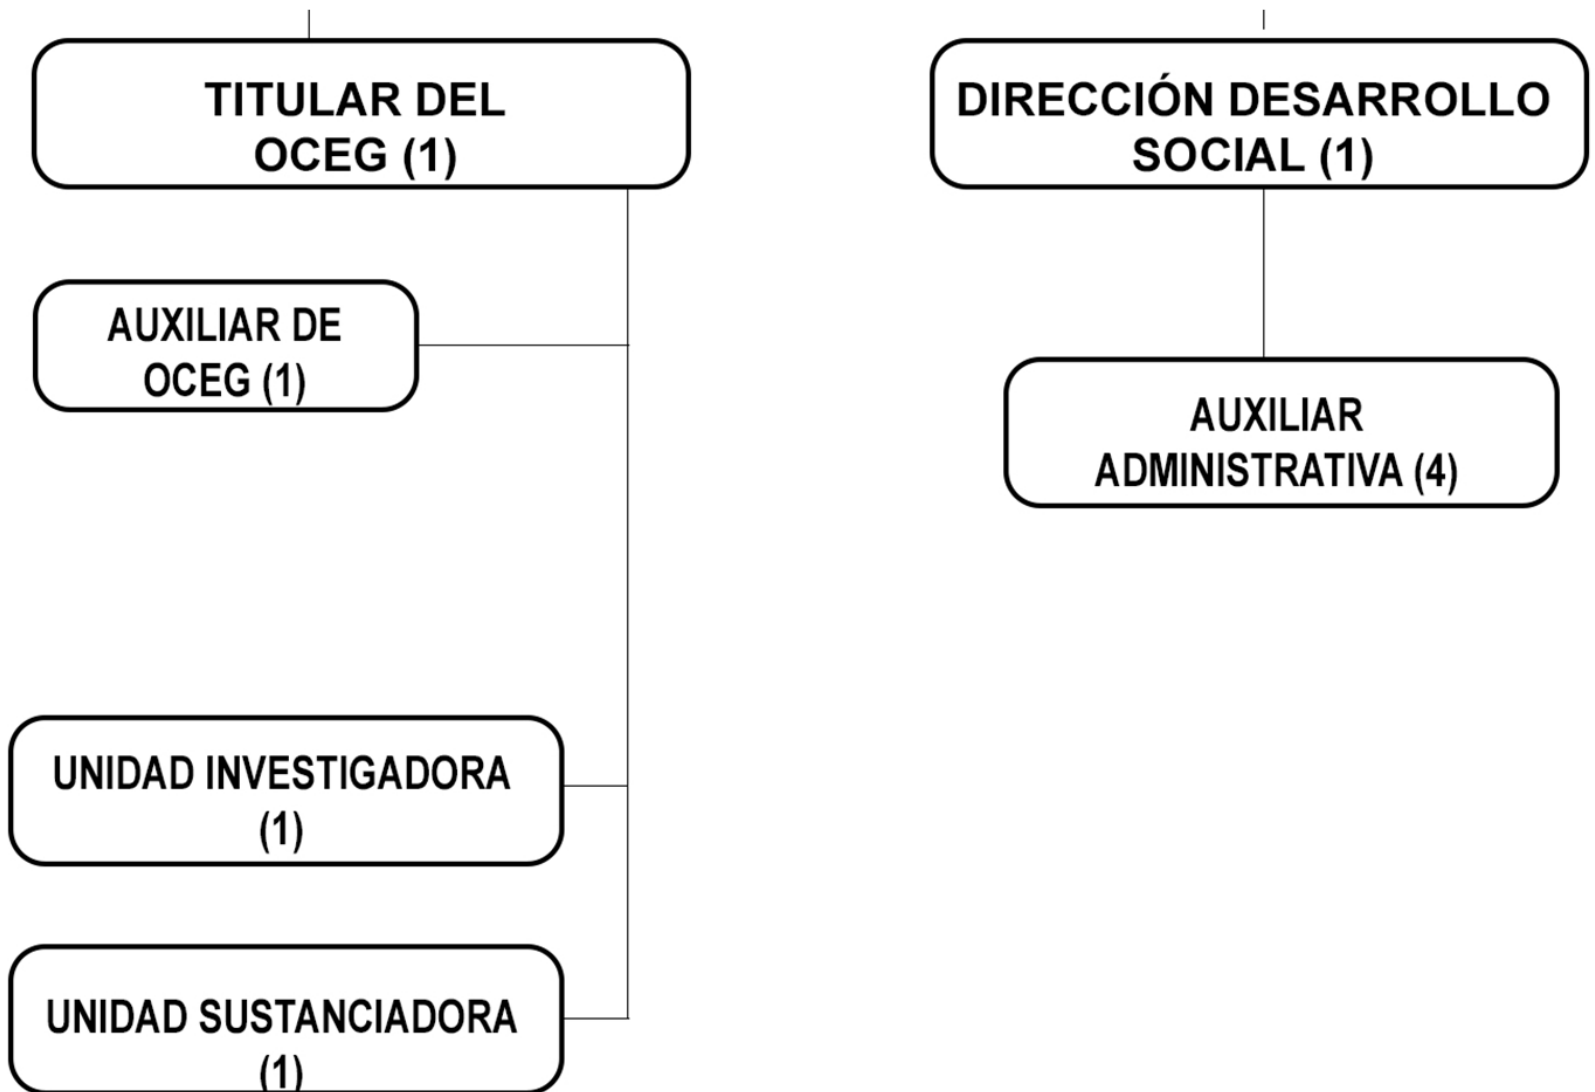 TITULAR DEL
OCEG (1)
DIRECCIÓN DESARROLLO
SOCIAL (1)
AUXILIAR DE
OCEG (1)
AUXILIAR
ADMINISTRATIVA (4)
UNIDAD INVESTIGADORA
(1)
UNIDAD SUSTANCIADORA
(1)